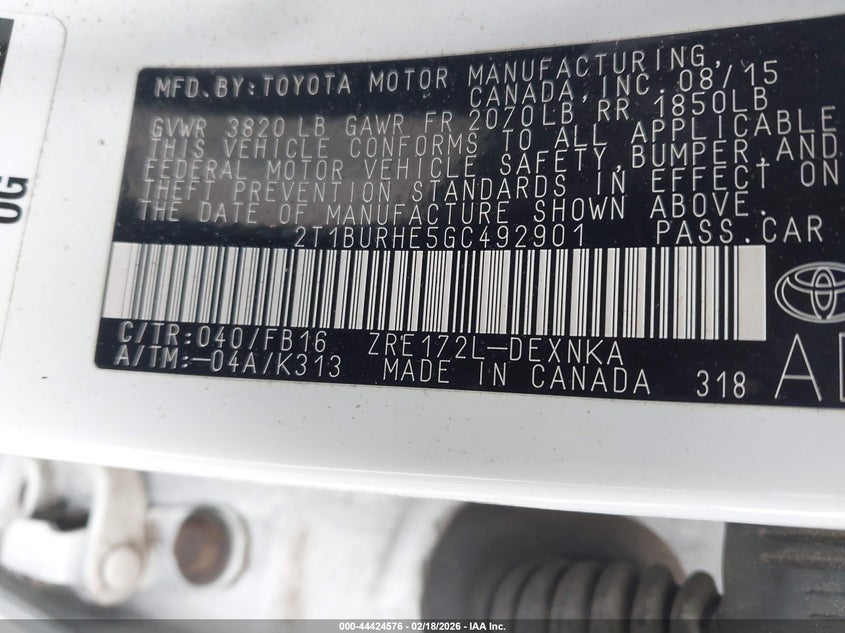 OG
MFD. BY: TOYOTA MOTOR MANUFACTURING,
CANADA, INC. 08/15
GVWR 3820 LB GAWR FR 2070LB RR 1850LB
THIS VEHICLE CONFORMS TO ALL APPLICABLE
FEDERAL MOTOR VEHICLE SAFETY, BUMPER, AND
THEFT PREVENTION STANDARDS IN EFFECT ON
THE DATE OF MANUFACTURE SHOWN ABOVE.
2T1BURHE5GC492901 PASS. CAR
C/TR: 040/FB16 ZRE172L-DEXNKA
A/TM: -04A/K313 MADE IN CANADA 318
000-44424576 / 02/18/2026 - IAA Inc.